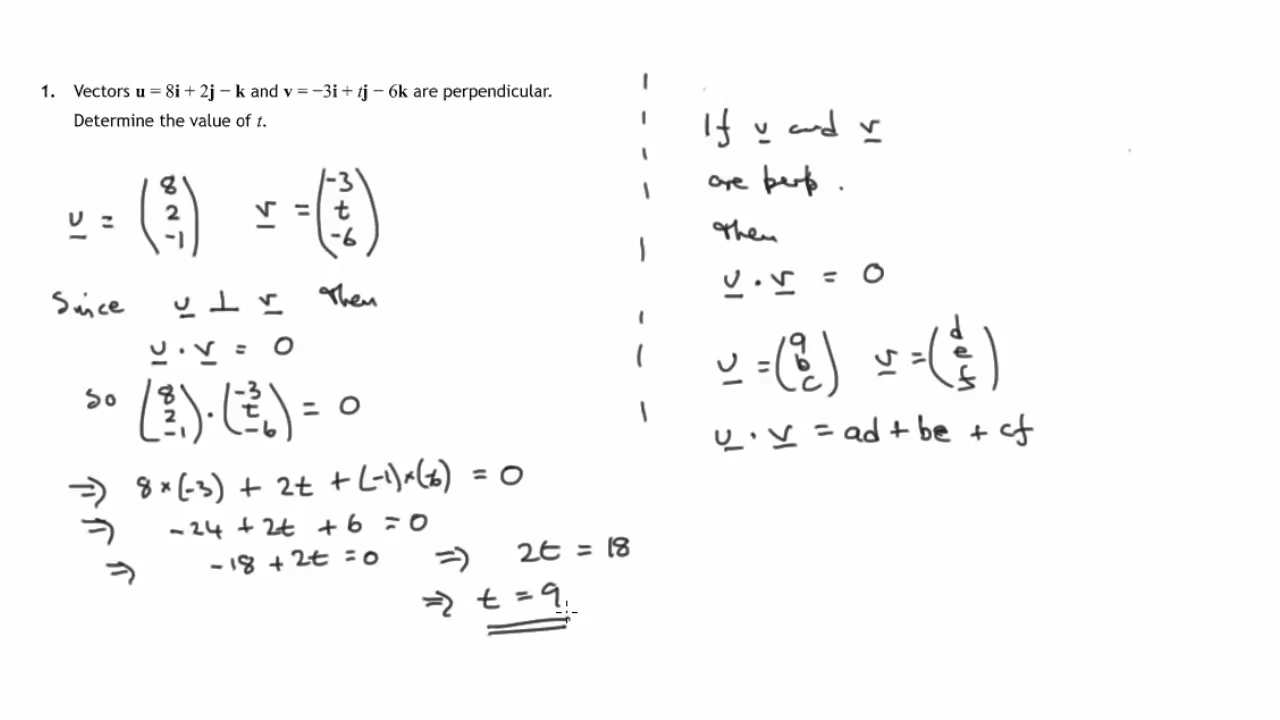 1. Vectors u = 8i + 2j − k and v = −3i + tj − 6k are perpendicular.
Determine the value of t.
u = (8 2 -1) v = (-3 t -6)
Since u ⊥ v then
u · v = 0
So (8 2 -1) · (-3 t -6) = 0
⇒ 8 × (-3) + 2t + (-1) × (-6) = 0
⇒ -24 + 2t + 6 = 0
⇒ -18 + 2t = 0 ⇒ 2t = 18
⇒ t = 9
If u and v
are perp.
then
u · v = 0
u = (a b c) v = (d e f)
u · v = ad + be + cf